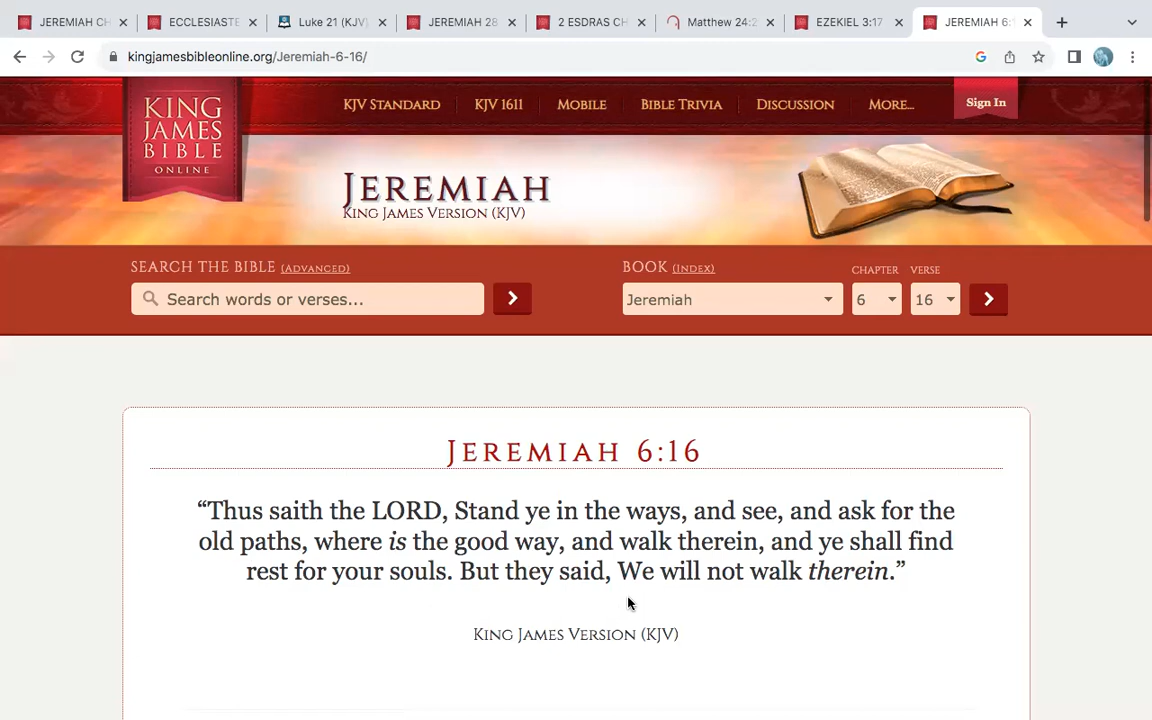 JEREMIAH CH
ECCLESIASTE
Luke 21 (KJV)
JEREMIAH 28
2 ESDRAS CH
Matthew 24:2
EZEKIEL 3:17
JEREMIAH 6:1
kingjamesbibleonline.org/Jeremiah-6-16/
KING
JAMES
BIBLE
ONLINE
KJV STANDARD KJV 1611 MOBILE BIBLE TRIVIA DISCUSSION MORE... Sign In
JEREMIAH
KING JAMES VERSION (KJV)
SEARCH THE BIBLE (ADVANCED)
Search words or verses...
BOOK (INDEX) CHAPTER VERSE
Jeremiah 6 16
JEREMIAH 6:16
“Thus saith the LORD, Stand ye in the ways, and see, and ask for the
old paths, where is the good way, and walk therein, and ye shall find
rest for your souls. But they said, We will not walk therein.”
KING JAMES VERSION (KJV)